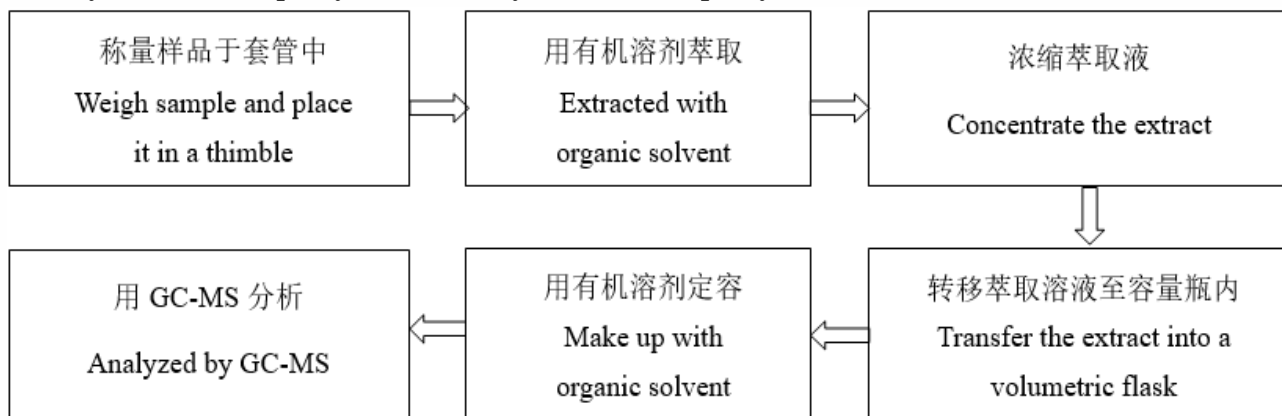 称量样品于套管中
Weigh sample and place
it in a thimble
用有机溶剂萃取
Extracted with
organic solvent
浓缩萃取液
Concentrate the extract
转移萃取溶液至容量瓶内
Transfer the extract into a
volumetric flask
用有机溶剂定容
Make up with
organic solvent
用 GC-MS 分析
Analyzed by GC-MS